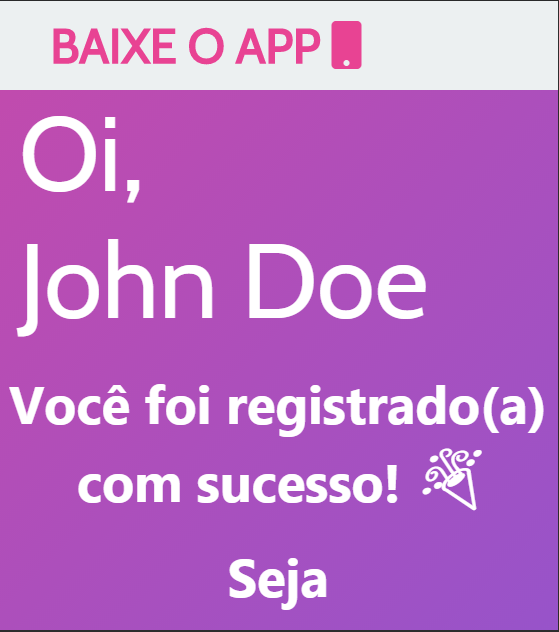 BAIXE O APP
Oi,
John Doe
Você foi registrado(a)
com sucesso! 🎉
Seja